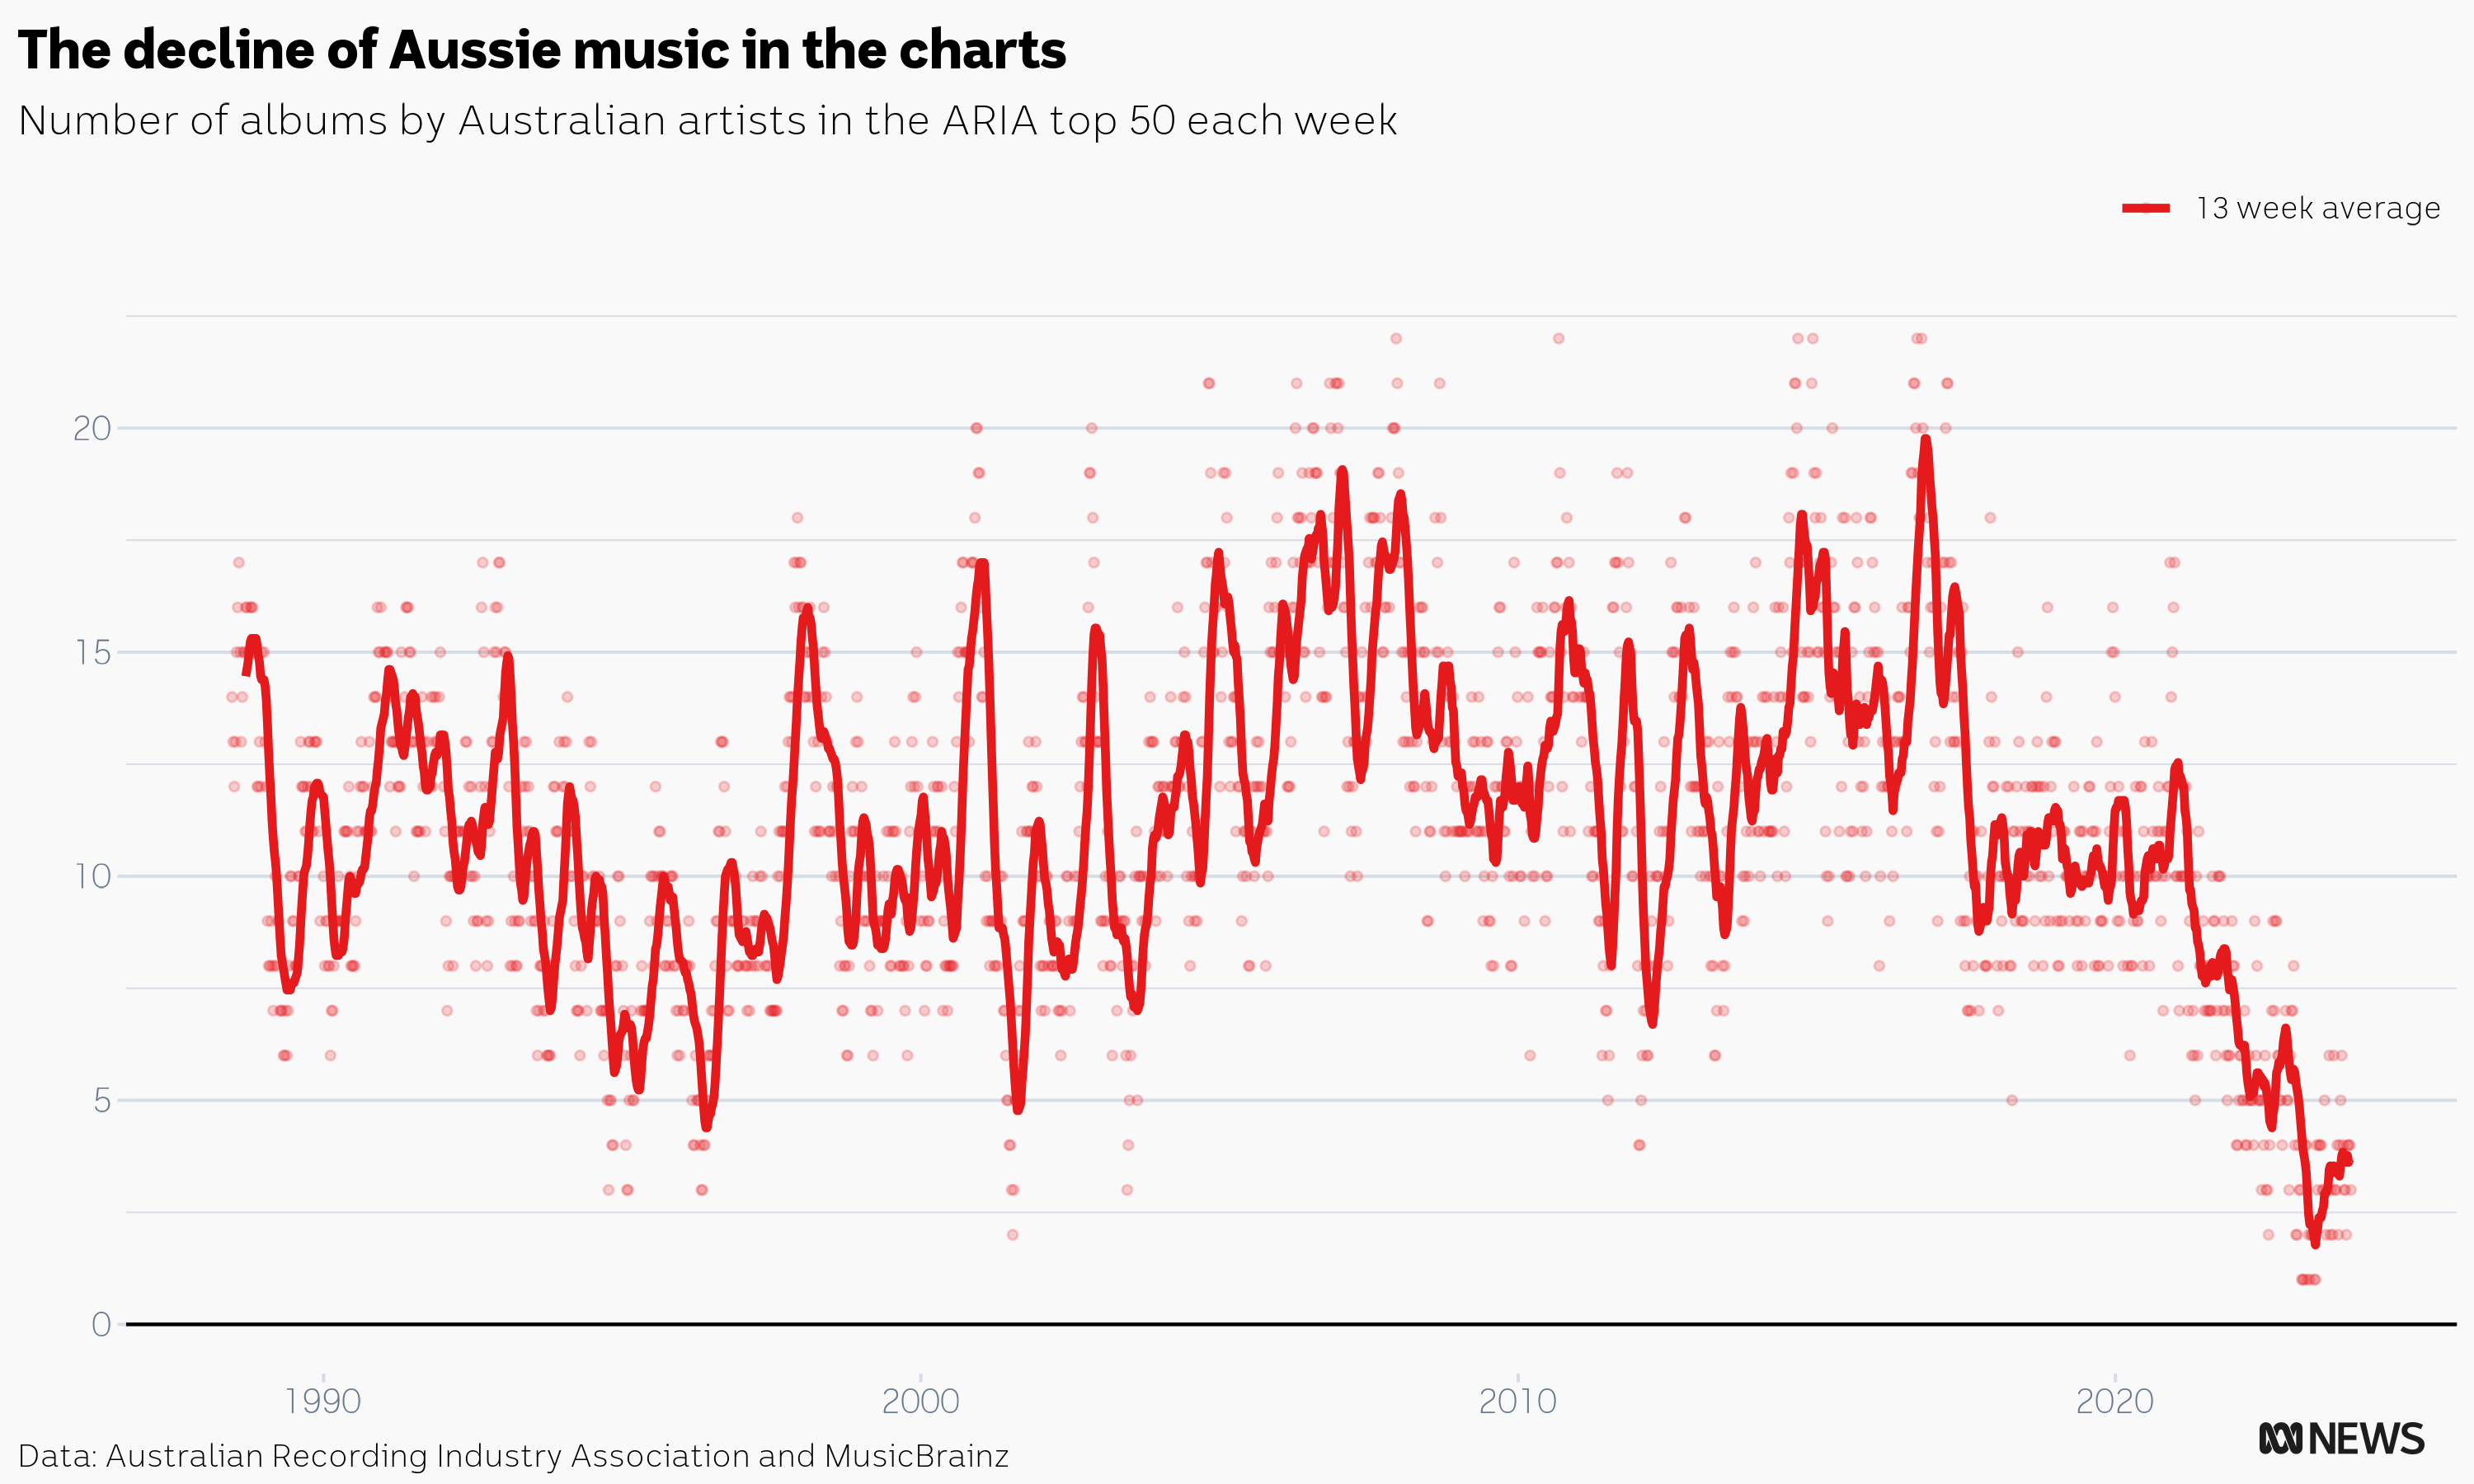 The decline of Aussie music in the charts
Number of albums by Australian artists in the ARIA top 50 each week
13 week average
20
15
10
5
0
1990 2000 2010 2020
Data: Australian Recording Industry Association and MusicBrainz
NEWS